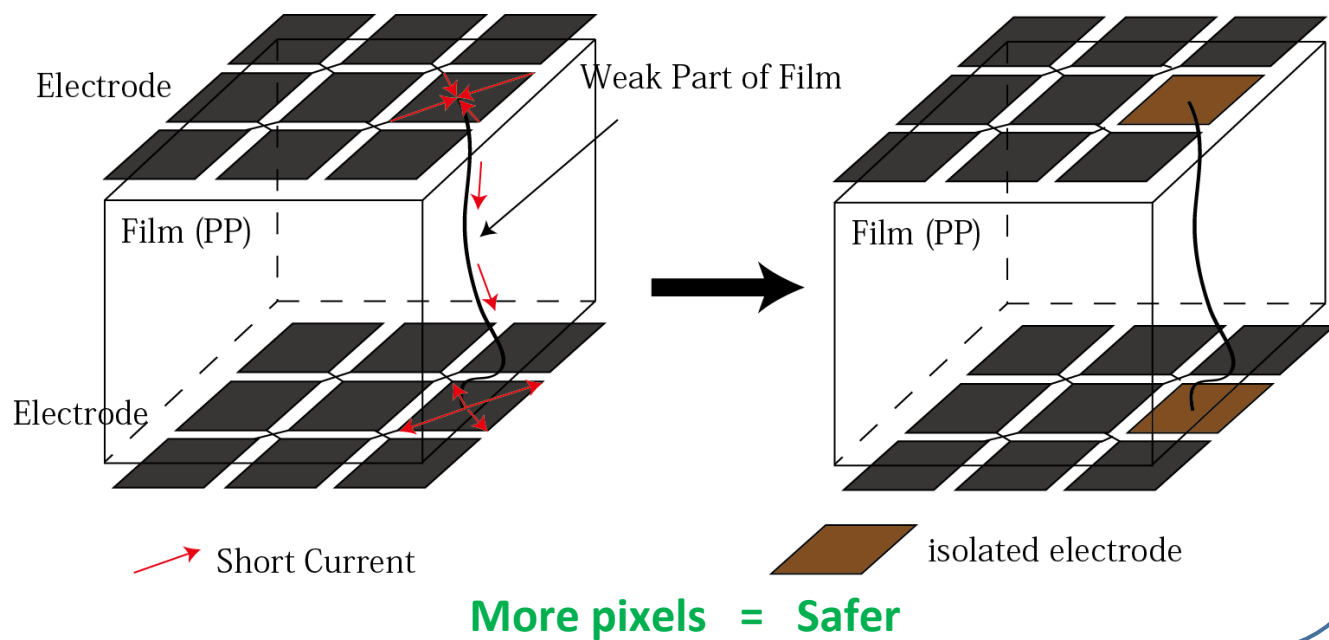 Electrode
Weak Part of Film
Film (PP)
Film (PP)
Electrode
Short Current
isolated electrode
More pixels = Safer